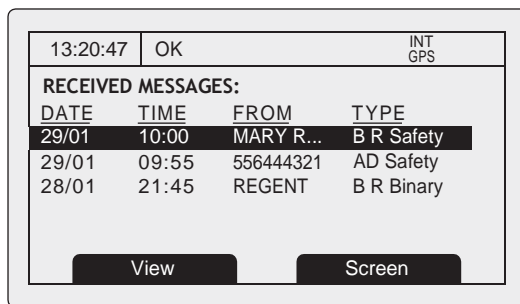 13:20:47 OK INT
GPS
RECEIVED MESSAGES:
DATE TIME FROM TYPE
29/01 10:00 MARY R... B R Safety
29/01 09:55 556444321 AD Safety
28/01 21:45 REGENT B R Binary
View Screen